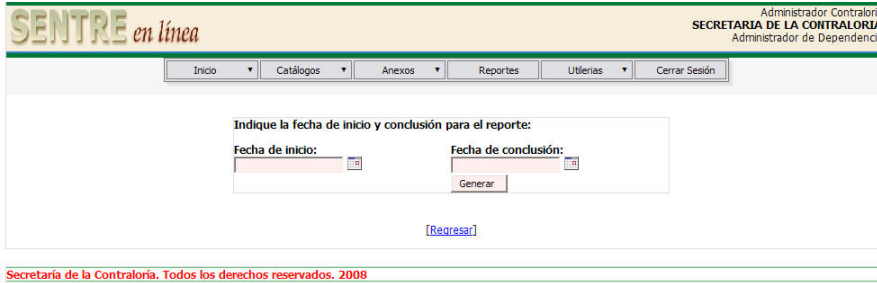 SENTRE en línea
Administrador Contralori
SECRETARIA DE LA CONTRALORIA
Administrador de Dependenci
Inicio Catálogos Anexos Reportes Utilerias Cerrar Sesión
Indique la fecha de inicio y conclusión para el reporte:
Fecha de inicio: Fecha de conclusión:
Generar
[Regresar]
Secretaría de la Contraloría. Todos los derechos reservados. 2008